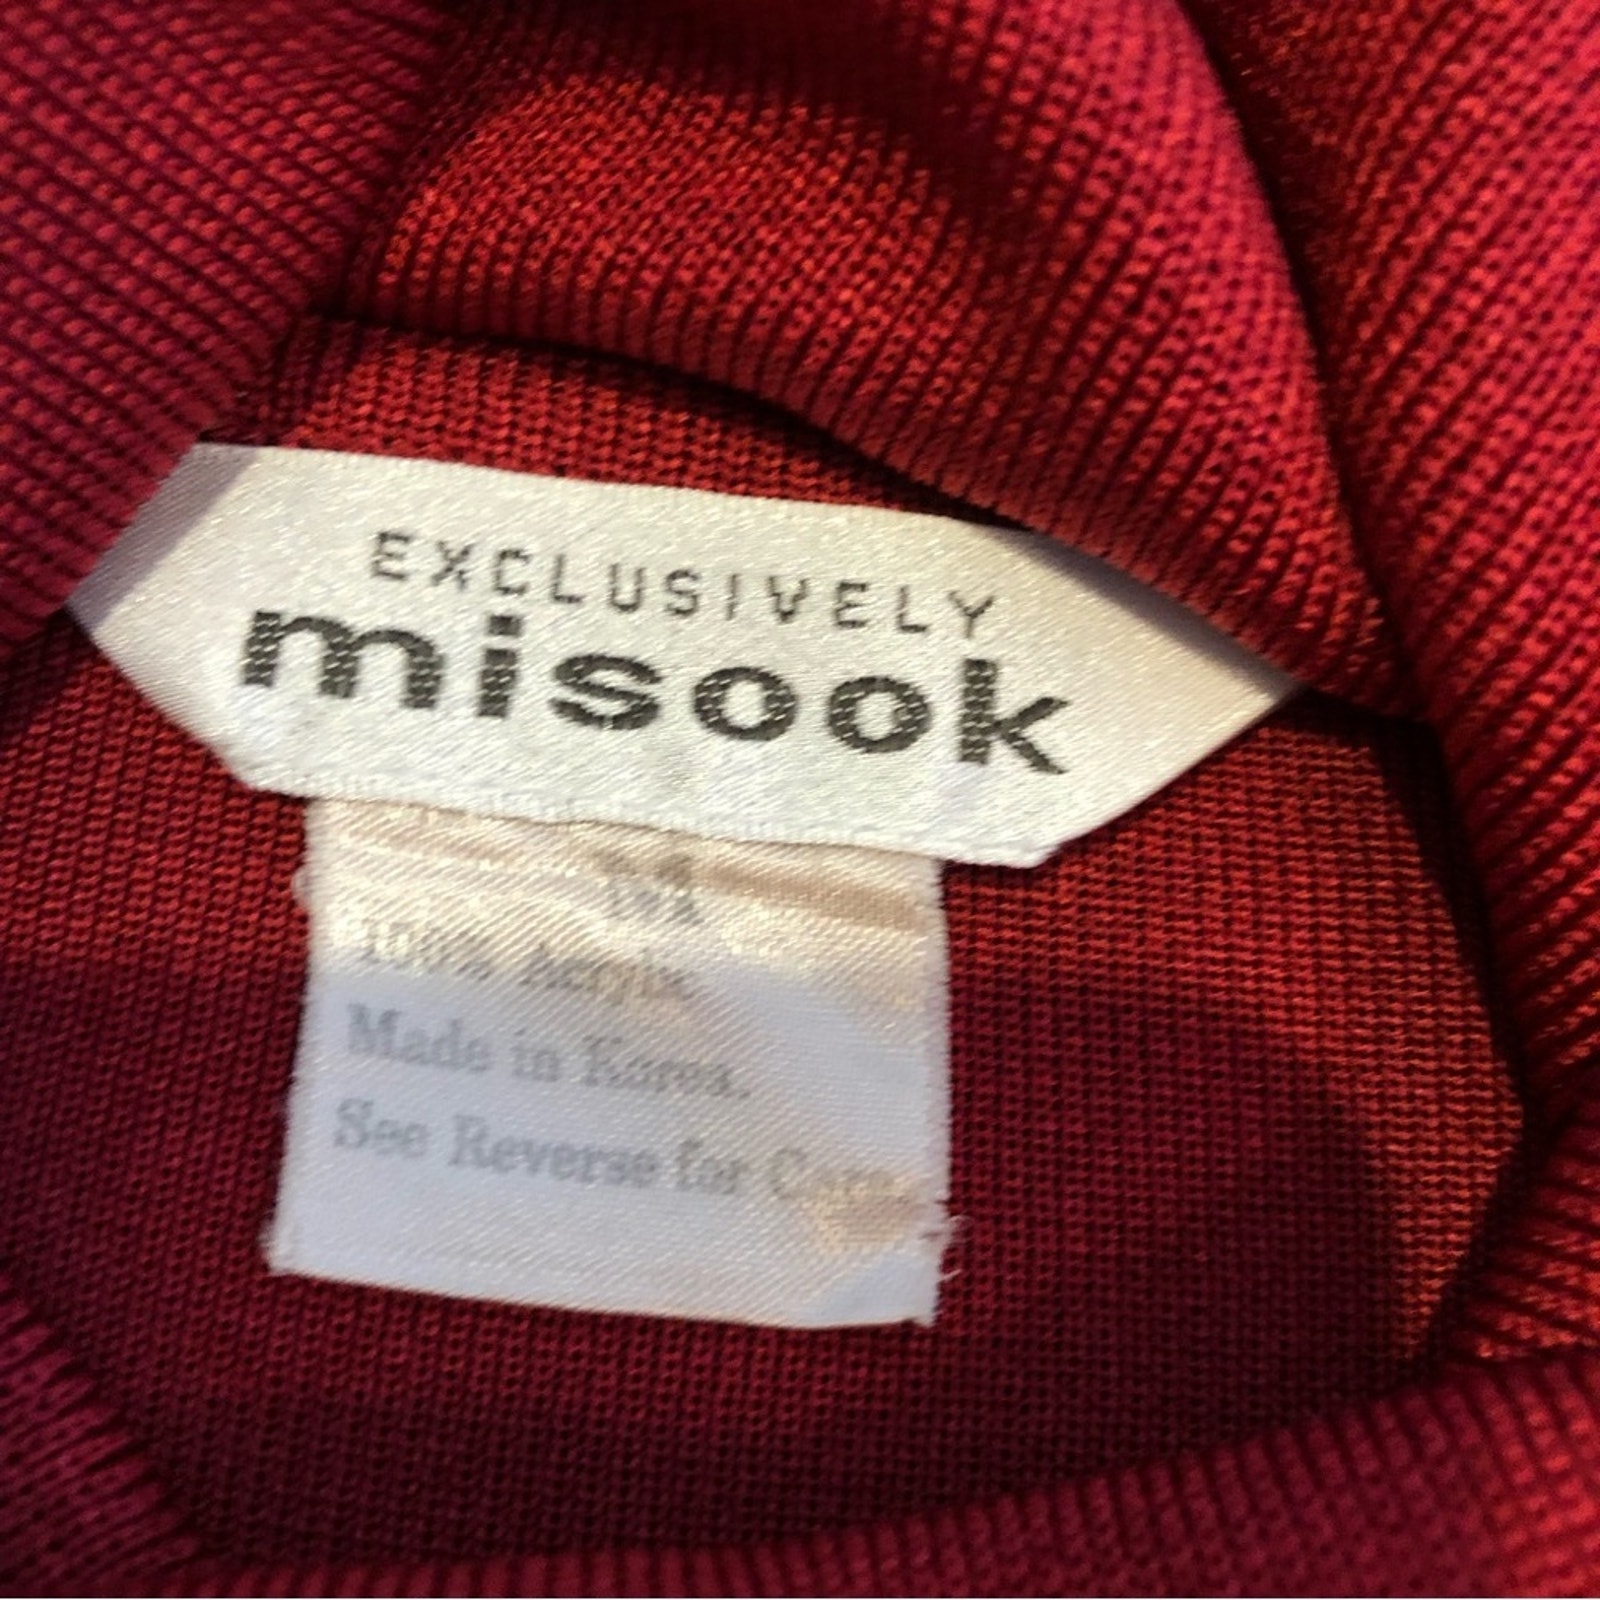 EXCLUSIVELY
misook
100% Acrylic
Made in Korea.
See Reverse for Care